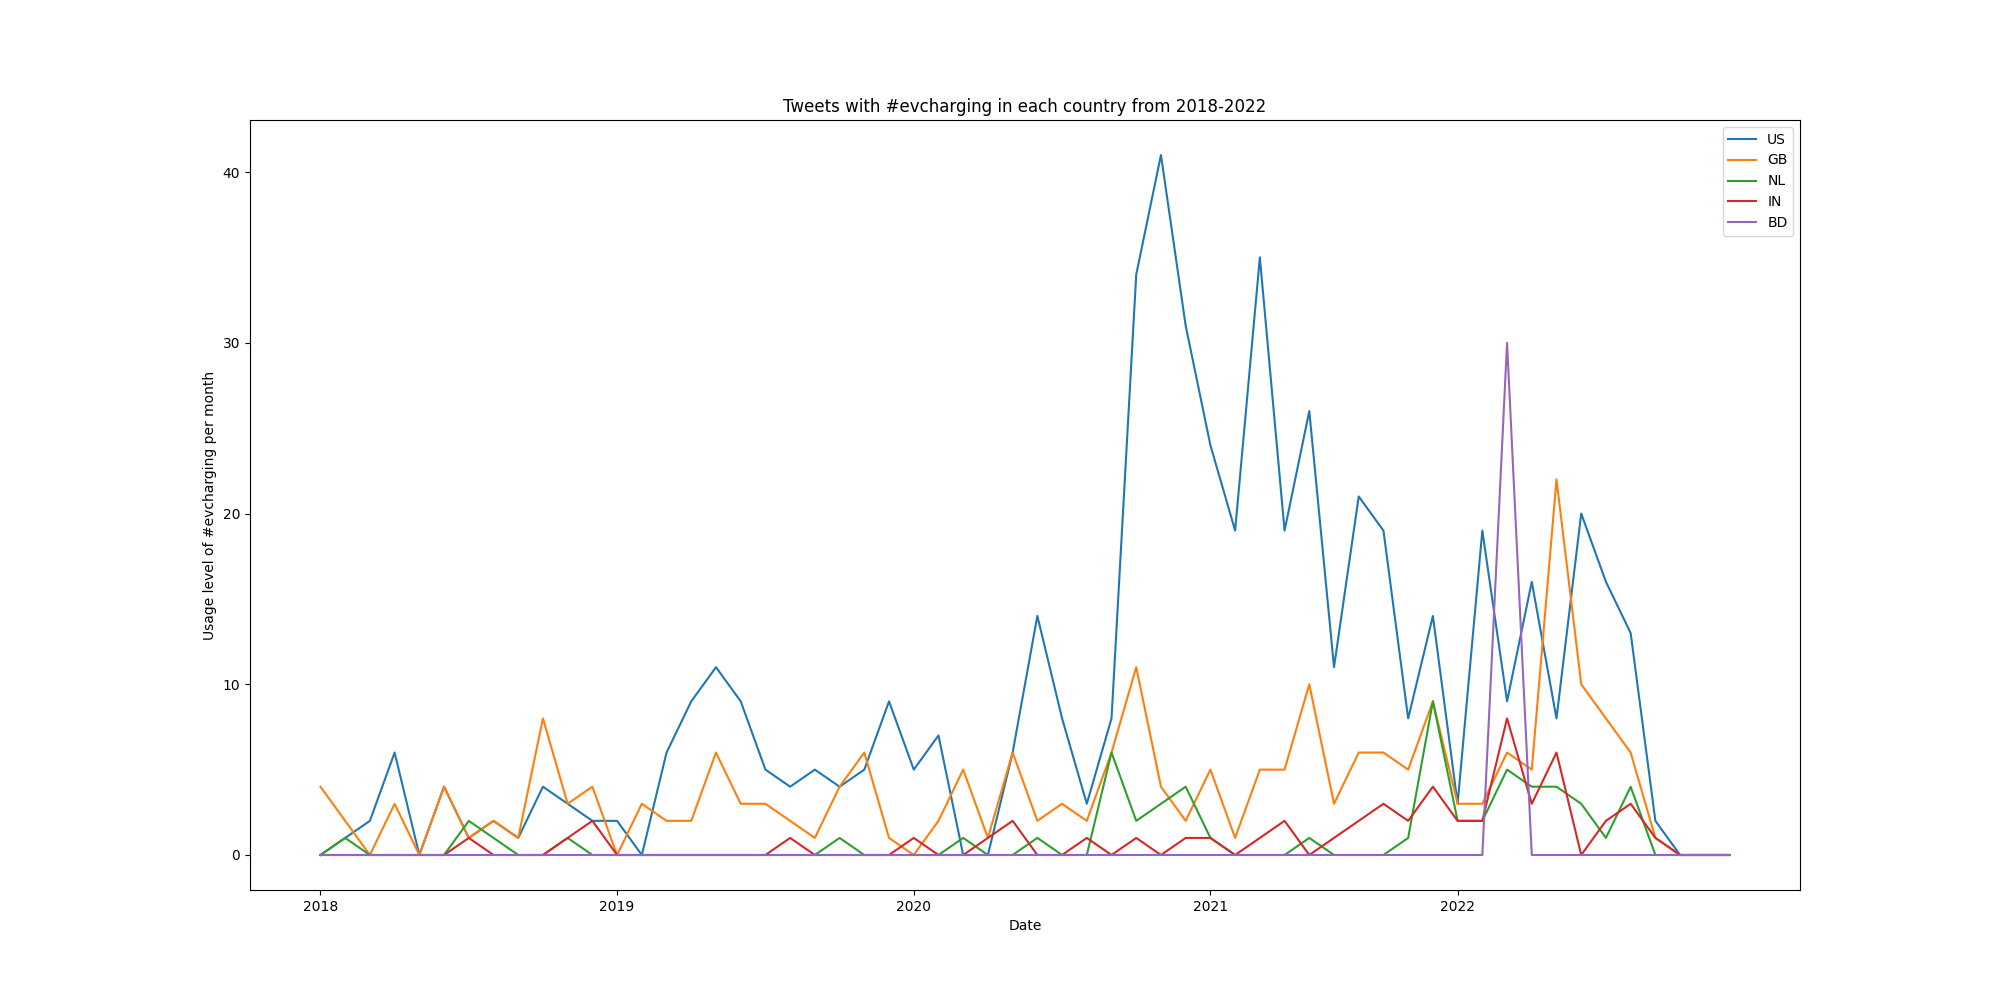 Tweets with #evcharging in each country from 2018-2022
US
GB
NL
IN
BD
40
30
20
10
0
Usage level of #evcharging per month
2018 2019 2020 2021 2022
Date